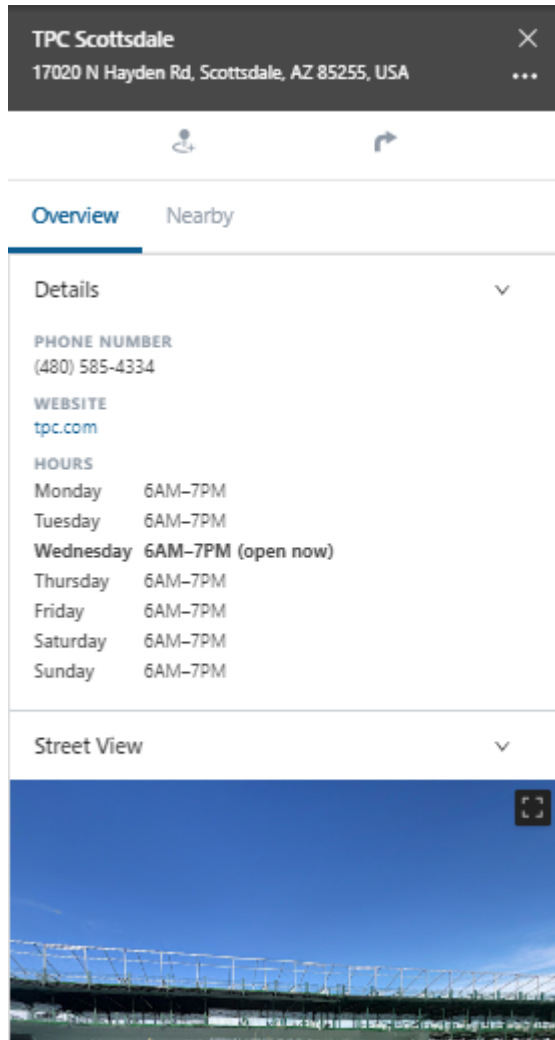 TPC Scottsdale
17020 N Hayden Rd, Scottsdale, AZ 85255, USA
Overview Nearby
Details
PHONE NUMBER
(480) 585-4334
WEBSITE
tpc.com
HOURS
Monday 6AM–7PM
Tuesday 6AM–7PM
Wednesday 6AM–7PM (open now)
Thursday 6AM–7PM
Friday 6AM–7PM
Saturday 6AM–7PM
Sunday 6AM–7PM
Street View